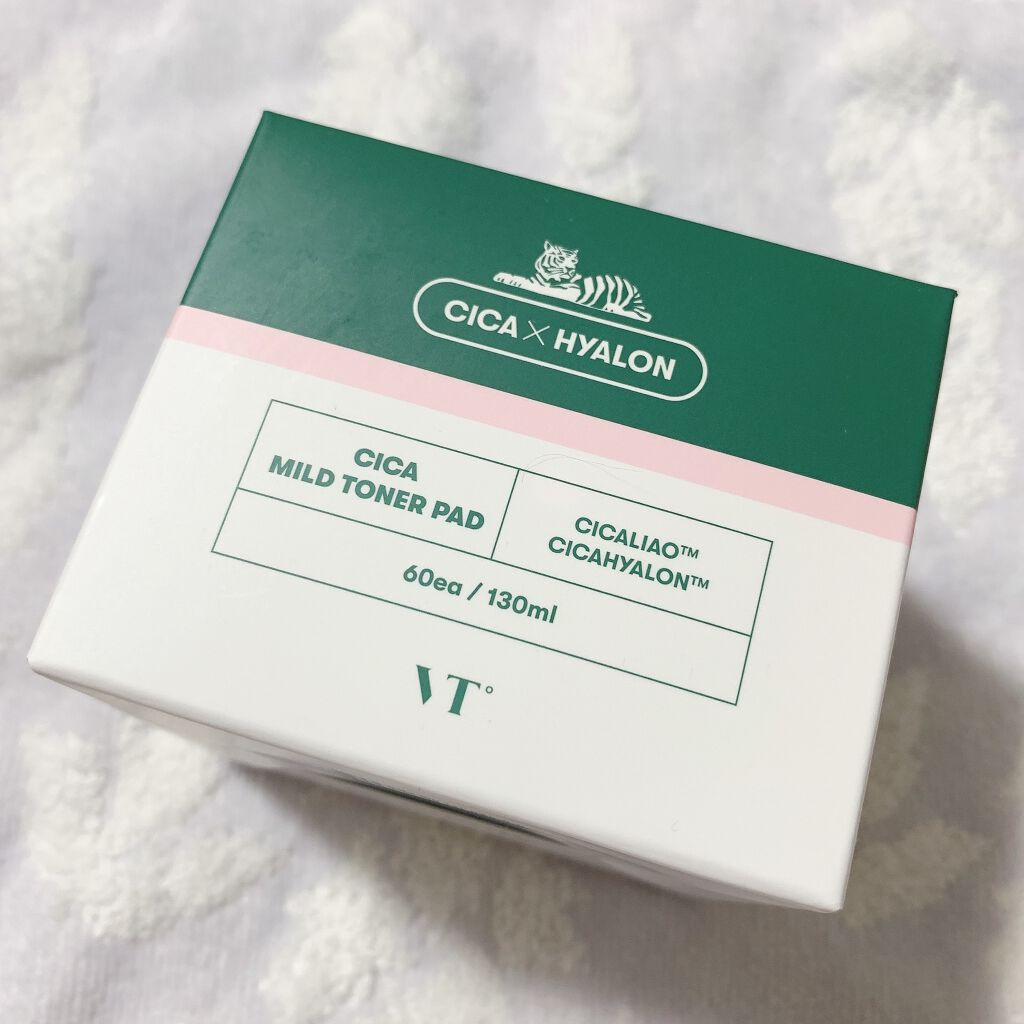 CICA × HYALON
CICA
MILD TONER PAD
CICALIAO™
CICAHYALON™
60ea / 130ml
VT°